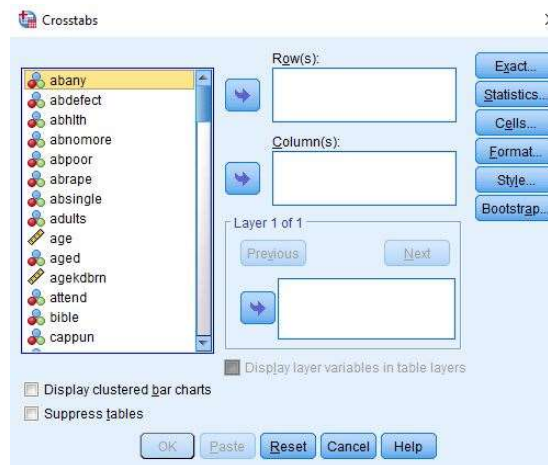 Crosstabs
abany
abdefect
abhlth
abnomore
abpoor
abrape
absingle
adults
age
aged
agekdbrn
attend
bible
cappun
Row(s):
Column(s):
Layer 1 of 1
Previous
Next
Display layer variables in table layers
Exact...
Statistics...
Cells...
Format...
Style...
Bootstrap...
Display clustered bar charts
Suppress tables
OK
Paste
Reset
Cancel
Help